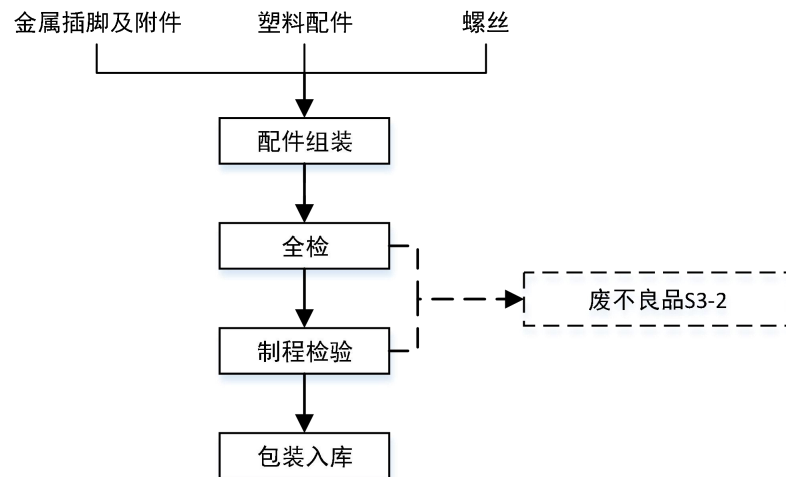 金属插脚及附件
塑料配件
螺丝
配件组装
全检
废不良品S3-2
制程检验
包装入库